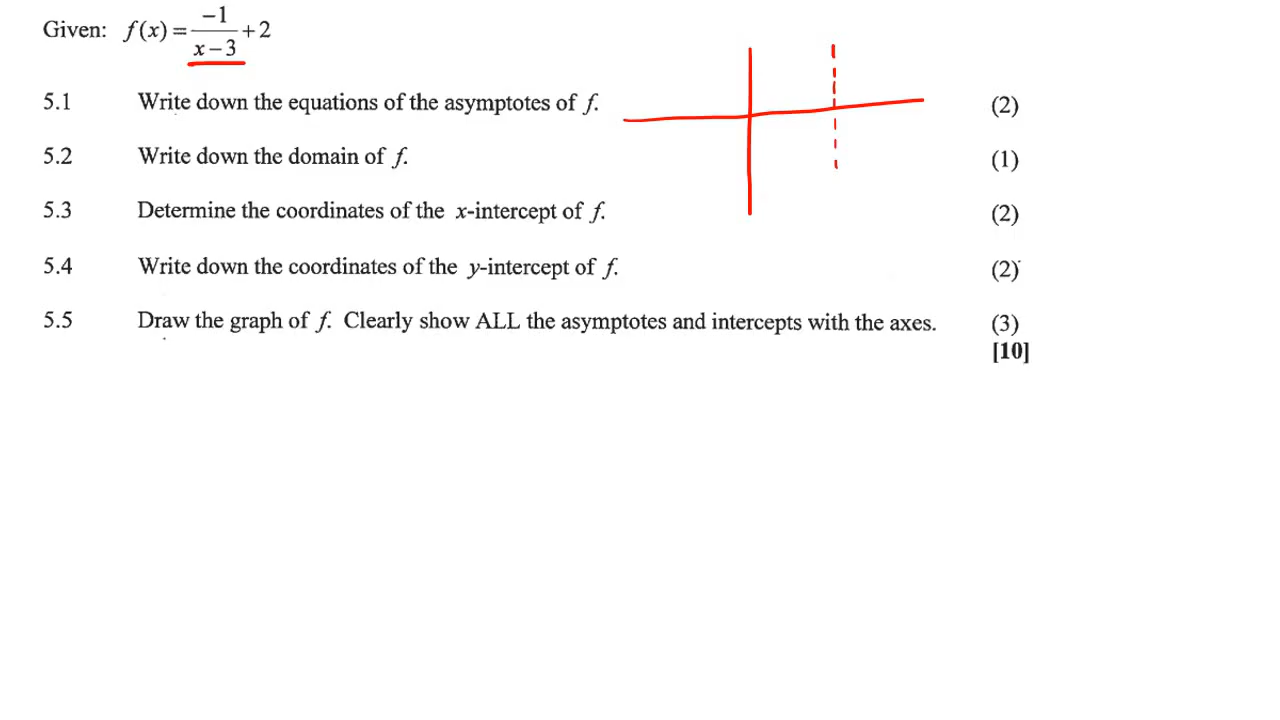 Given: f(x) = −1/(x − 3) + 2
5.1 Write down the equations of the asymptotes of f. (2)
5.2 Write down the domain of f. (1)
5.3 Determine the coordinates of the x-intercept of f. (2)
5.4 Write down the coordinates of the y-intercept of f. (2)
5.5 Draw the graph of f. Clearly show ALL the asymptotes and intercepts with the axes. (3)
[10]